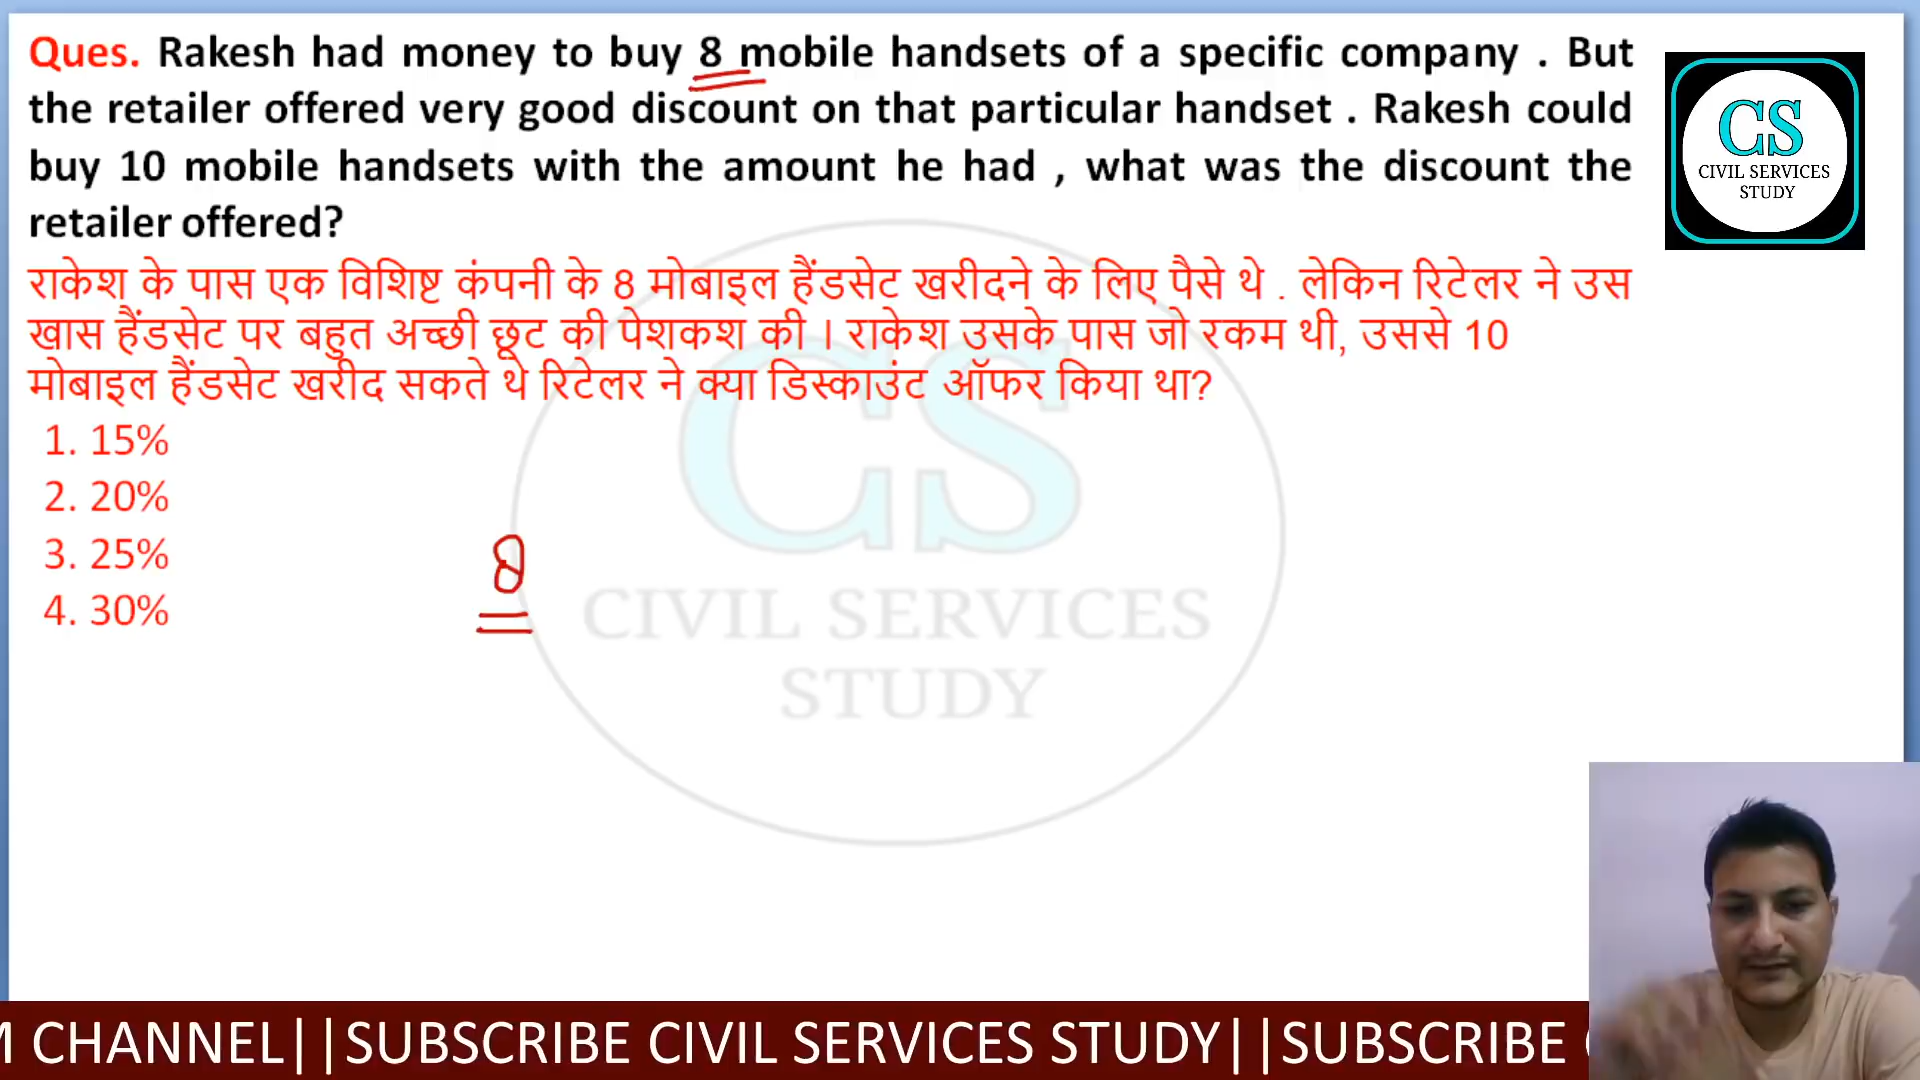 Ques. Rakesh had money to buy 8 mobile handsets of a specific company . But
the retailer offered very good discount on that particular handset . Rakesh could
buy 10 mobile handsets with the amount he had , what was the discount the
retailer offered?
राकेश के पास एक विशिष्ट कंपनी के 8 मोबाइल हैंडसेट खरीदने के लिए पैसे थे . लेकिन रिटेलर ने उस
खास हैंडसेट पर बहुत अच्छी छूट की पेशकश की । राकेश उसके पास जो रकम थी, उससे 10
मोबाइल हैंडसेट खरीद सकते थे रिटेलर ने क्या डिस्काउंट ऑफर किया था?
1. 15%
2. 20%
3. 25%
4. 30%
8
CS
CIVIL SERVICES
STUDY
CS
CIVIL SERVICES
STUDY
M CHANNEL||SUBSCRIBE CIVIL SERVICES STUDY||SUBSCRIBE